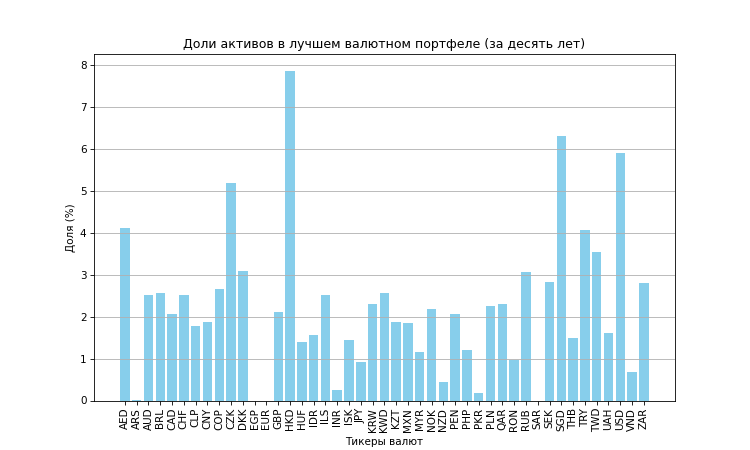 Доли активов в лучшем валютном портфеле (за десять лет)
Доля (%)
8
7
6
5
4
3
2
1
0
AED
ARS
AUD
BRL
CAD
CHF
CLP
CNY
COP
CZK
DKK
EGP
EUR
GBP
HKD
HUF
IDR
ILS
INR
ISK
JPY
KRW
KWD
KZT
MXN
MYR
NOK
NZD
PEN
PHP
PKR
PLN
QAR
RON
RUB
SAR
SEK
SGD
THB
TRY
TWD
UAH
USD
VND
ZAR
Тикеры валют